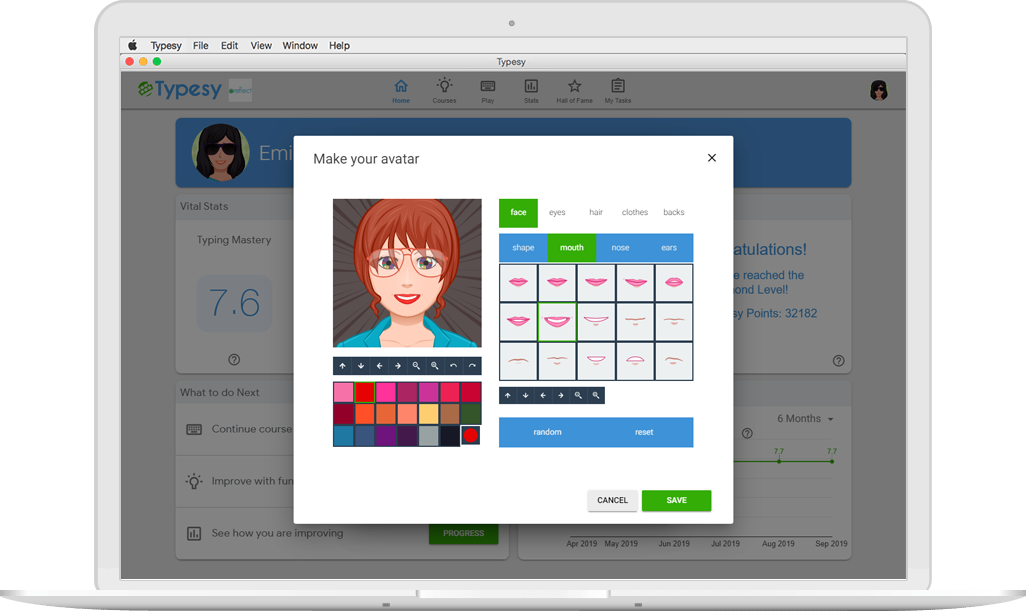 Typesy File Edit View Window Help
Typesy
Typesy reflect
Home Courses Play Stats Hall of Fame My Tasks
Emi
Make your avatar
face eyes hair clothes backs
shape mouth nose ears
random reset
CANCEL SAVE
Vital Stats
Typing Mastery
7.6
?
atulations!
e reached the
ond Level!
sy Points: 32182
?
What to do Next
Continue course
Improve with fun
See how you are improving
PROGRESS
6 Months
?
7.7 7.7
Apr 2019 May 2019 Jun 2019 Jul 2019 Aug 2019 Sep 2019